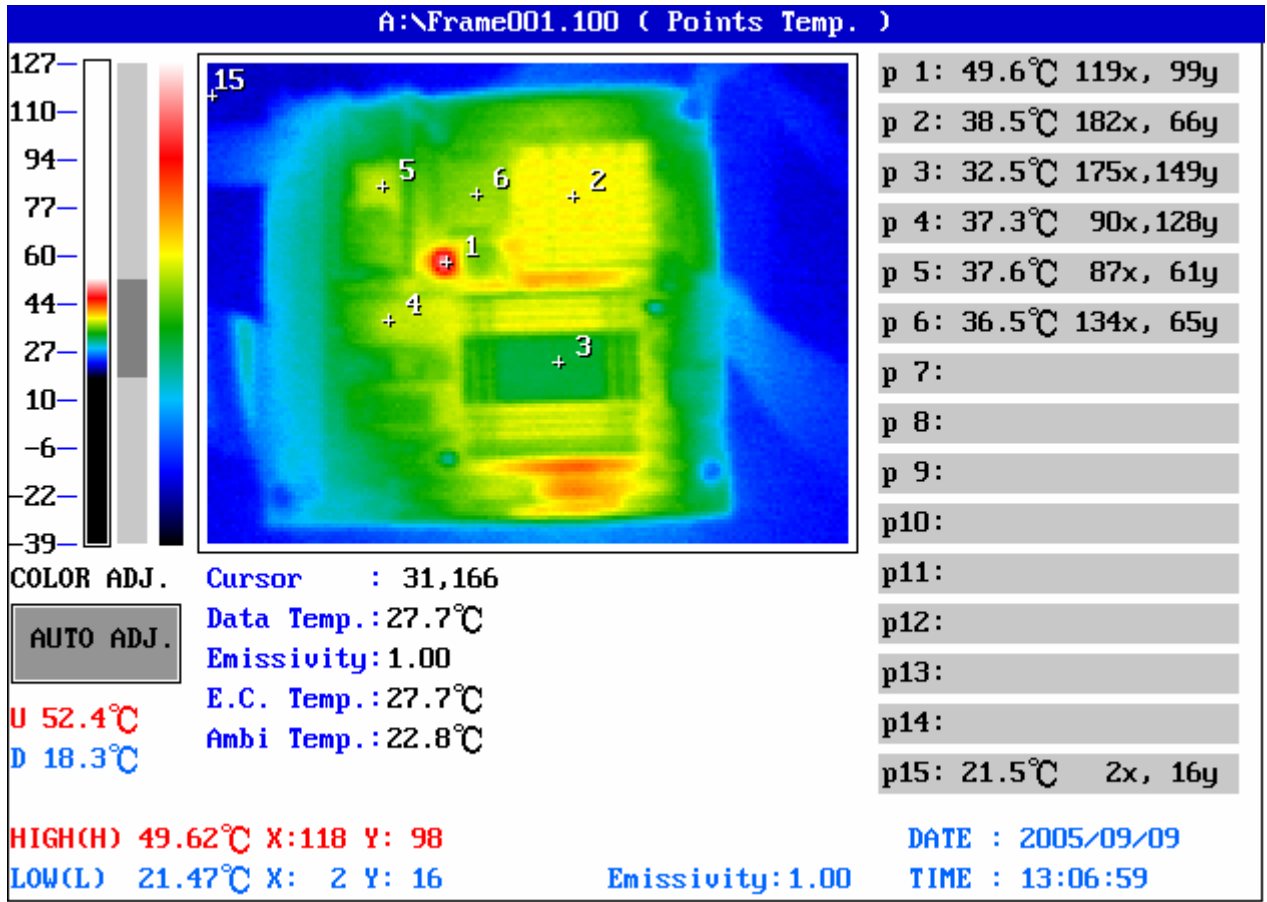 A:\Frame001.100 ( Points Temp. )
127
110
94
77
60
44
27
10
-6
-22
-39
COLOR ADJ.
AUTO ADJ.
U 52.4℃
D 18.3℃
15
5
6
2
1
4
3
Cursor : 31,166
Data Temp.:27.7℃
Emissivity:1.00
E.C. Temp.:27.7℃
Ambi Temp.:22.8℃
p 1: 49.6℃ 119x, 99y
p 2: 38.5℃ 182x, 66y
p 3: 32.5℃ 175x,149y
p 4: 37.3℃ 90x,128y
p 5: 37.6℃ 87x, 61y
p 6: 36.5℃ 134x, 65y
p 7:
p 8:
p 9:
p10:
p11:
p12:
p13:
p14:
p15: 21.5℃ 2x, 16y
HIGH(H) 49.62℃ X:118 Y: 98
LOW(L) 21.47℃ X: 2 Y: 16
Emissivity:1.00
DATE : 2005/09/09
TIME : 13:06:59